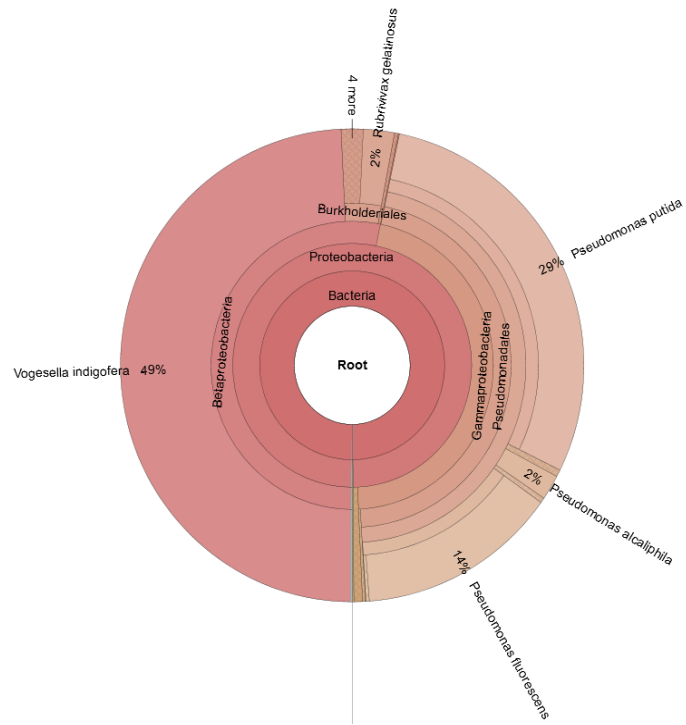 4 more
Rubrivivax gelatinosus
2%
Burkholderiales
Proteobacteria
Bacteria
Root
Betaproteobacteria
Vogesella indigofera 49%
Gammaproteobacteria
Pseudomonadales
29% Pseudomonas putida
2% Pseudomonas alcaliphila
14% Pseudomonas fluorescens